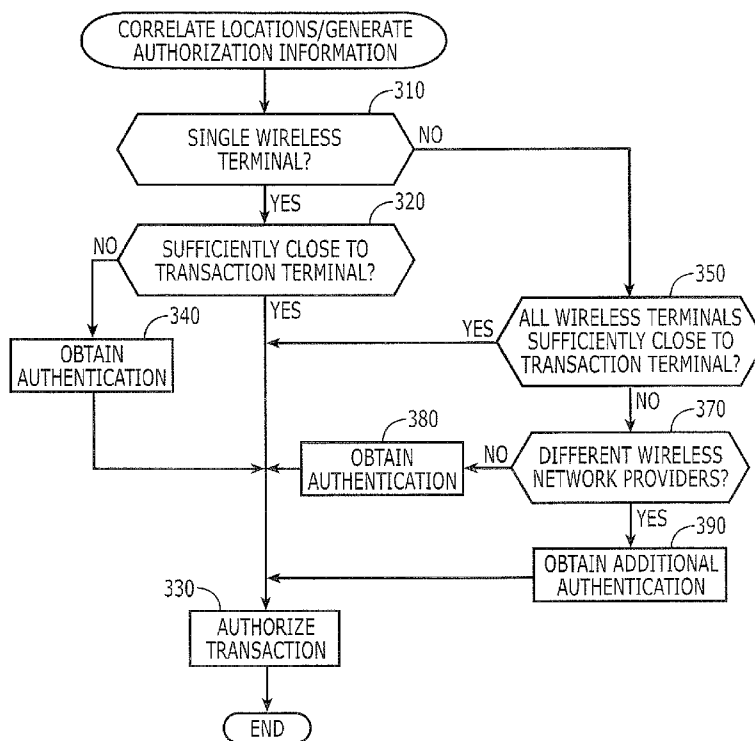 CORRELATE LOCATIONS/GENERATE
AUTHORIZATION INFORMATION
310
SINGLE WIRELESS
TERMINAL?
NO
YES
320
NO
SUFFICIENTLY CLOSE TO
TRANSACTION TERMINAL?
YES
340
OBTAIN
AUTHENTICATION
350
YES
ALL WIRELESS TERMINALS
SUFFICIENTLY CLOSE TO
TRANSACTION TERMINAL?
NO
370
380
OBTAIN
AUTHENTICATION
NO
DIFFERENT WIRELESS
NETWORK PROVIDERS?
YES
390
OBTAIN ADDITIONAL
AUTHENTICATION
330
AUTHORIZE
TRANSACTION
END